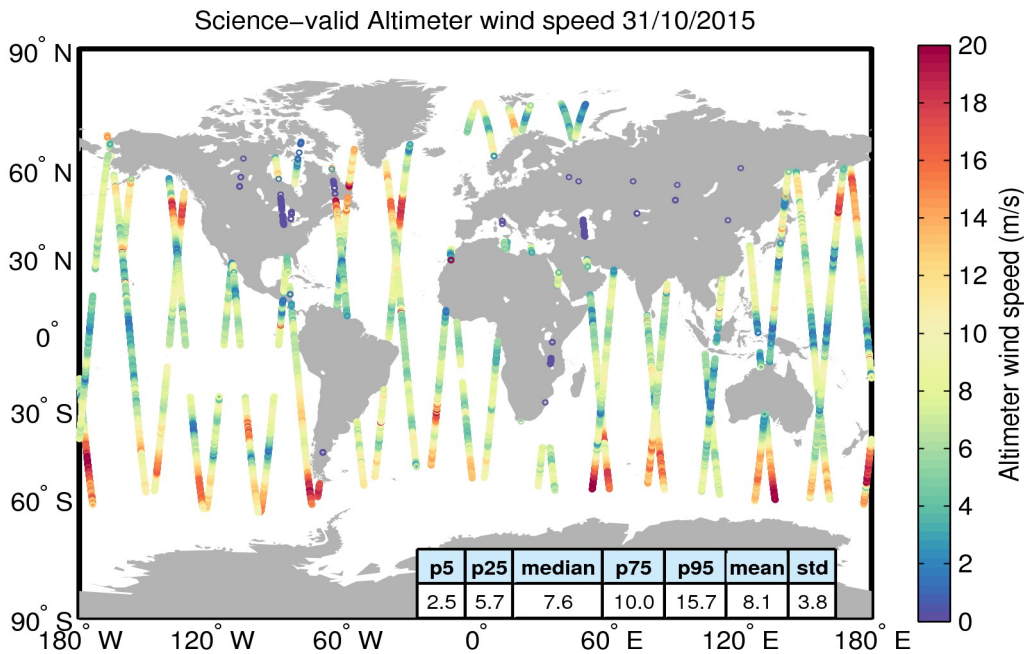 Science−valid Altimeter wind speed 31/10/2015
90° N
60° N
30° N
0°
30° S
60° S
90° S
180° W
120° W
60° W
0°
60° E
120° E
180° E
p5 p25 median p75 p95 mean std
2.5 5.7 7.6 10.0 15.7 8.1 3.8
20
18
16
14
12
10
8
6
4
2
0
Altimeter wind speed (m/s)